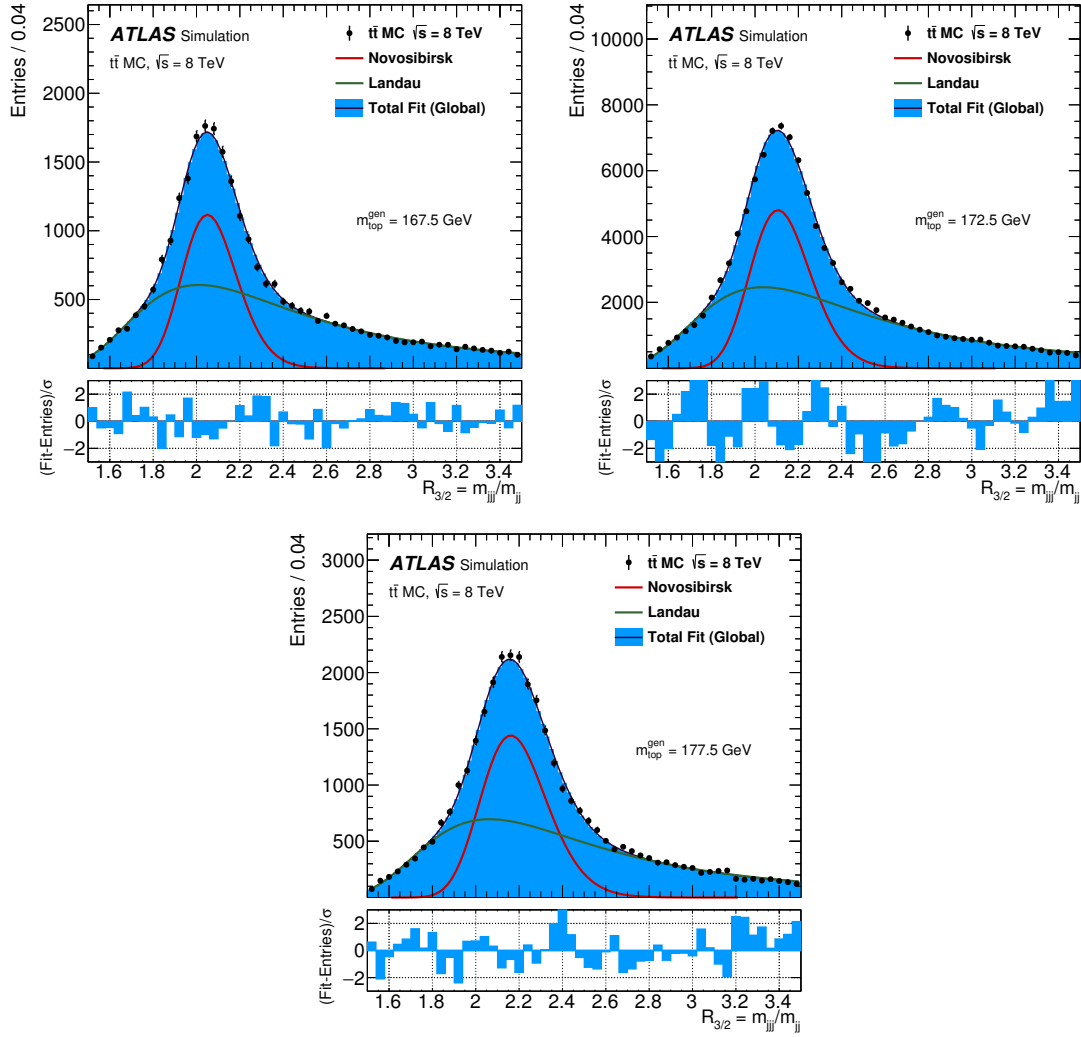 Entries / 0.04
2500
2000
1500
1000
500
ATLAS Simulation
tt̄ MC, √s = 8 TeV
tt̄ MC √s = 8 TeV
Novosibirsk
Landau
Total Fit (Global)
m_top^gen = 167.5 GeV
(Fit-Entries)/σ
2
0
−2
1.6 1.8 2 2.2 2.4 2.6 2.8 3 3.2 3.4
R_3/2 = m_jjj/m_jj
Entries / 0.04
10000
8000
6000
4000
2000
ATLAS Simulation
tt̄ MC, √s = 8 TeV
tt̄ MC √s = 8 TeV
Novosibirsk
Landau
Total Fit (Global)
m_top^gen = 172.5 GeV
(Fit-Entries)/σ
2
0
−2
1.6 1.8 2 2.2 2.4 2.6 2.8 3 3.2 3.4
R_3/2 = m_jjj/m_jj
Entries / 0.04
3000
2500
2000
1500
1000
500
ATLAS Simulation
tt̄ MC, √s = 8 TeV
tt̄ MC √s = 8 TeV
Novosibirsk
Landau
Total Fit (Global)
m_top^gen = 177.5 GeV
(Fit-Entries)/σ
2
0
−2
1.6 1.8 2 2.2 2.4 2.6 2.8 3 3.2 3.4
R_3/2 = m_jjj/m_jj